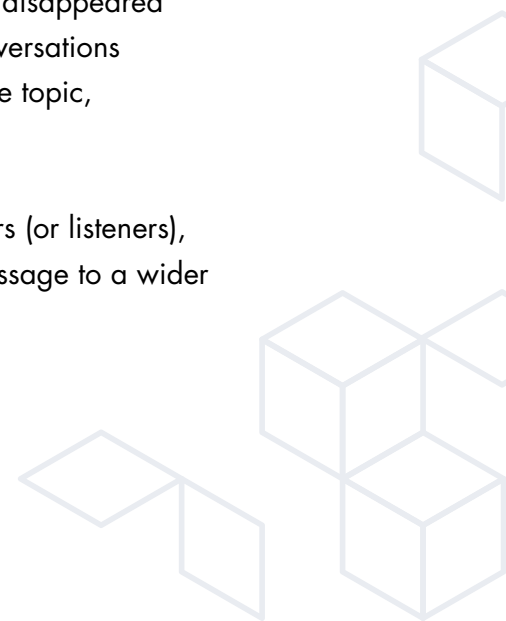 disappeared
versations
e topic,
rs (or listeners),
ssage to a wider